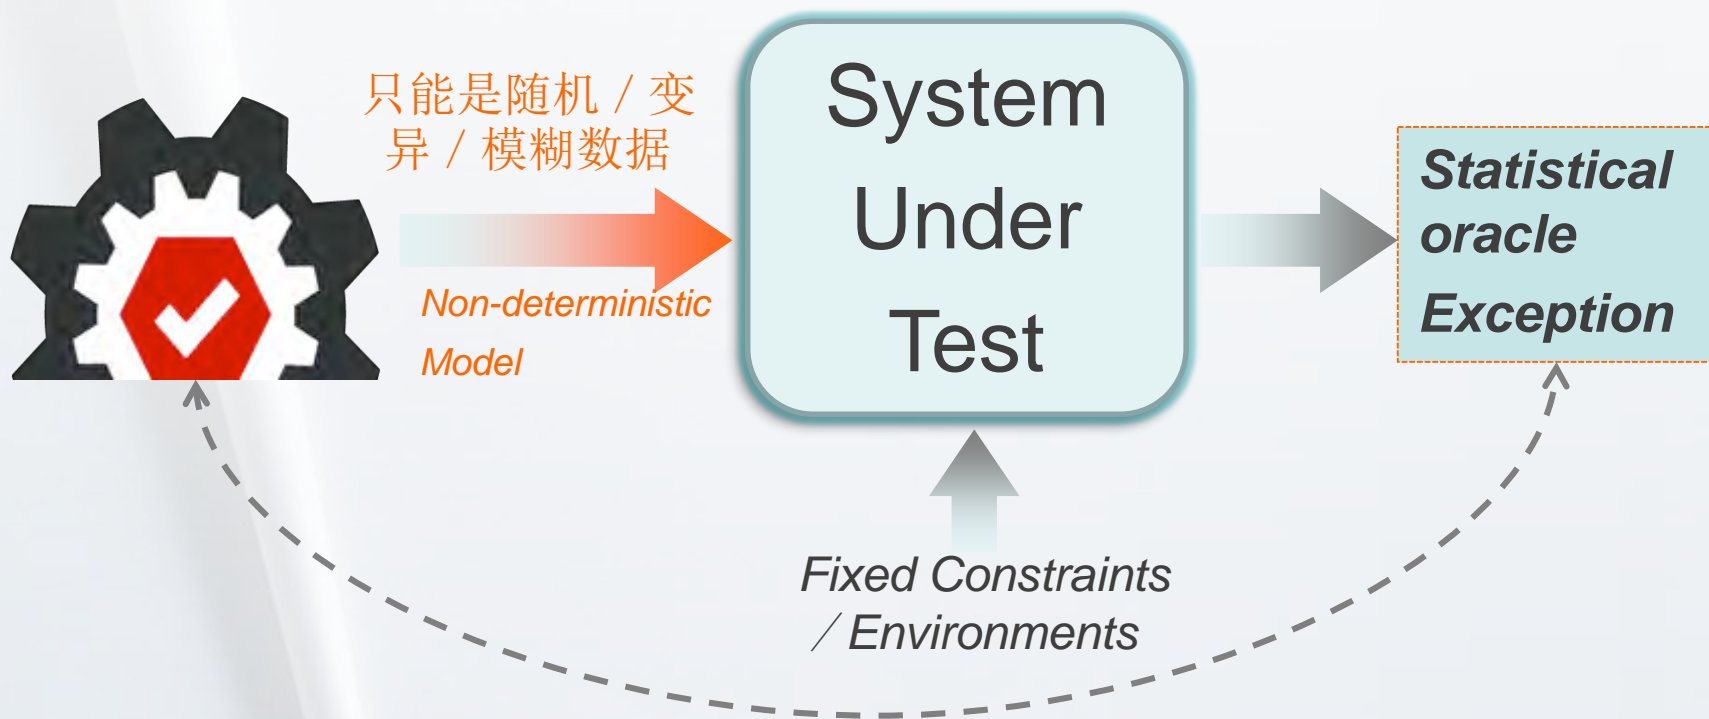 只能是随机/变
异/模糊数据
Non-deterministic
Model
System
Under
Test
Statistical
oracle
Exception
Fixed Constraints
/Environments